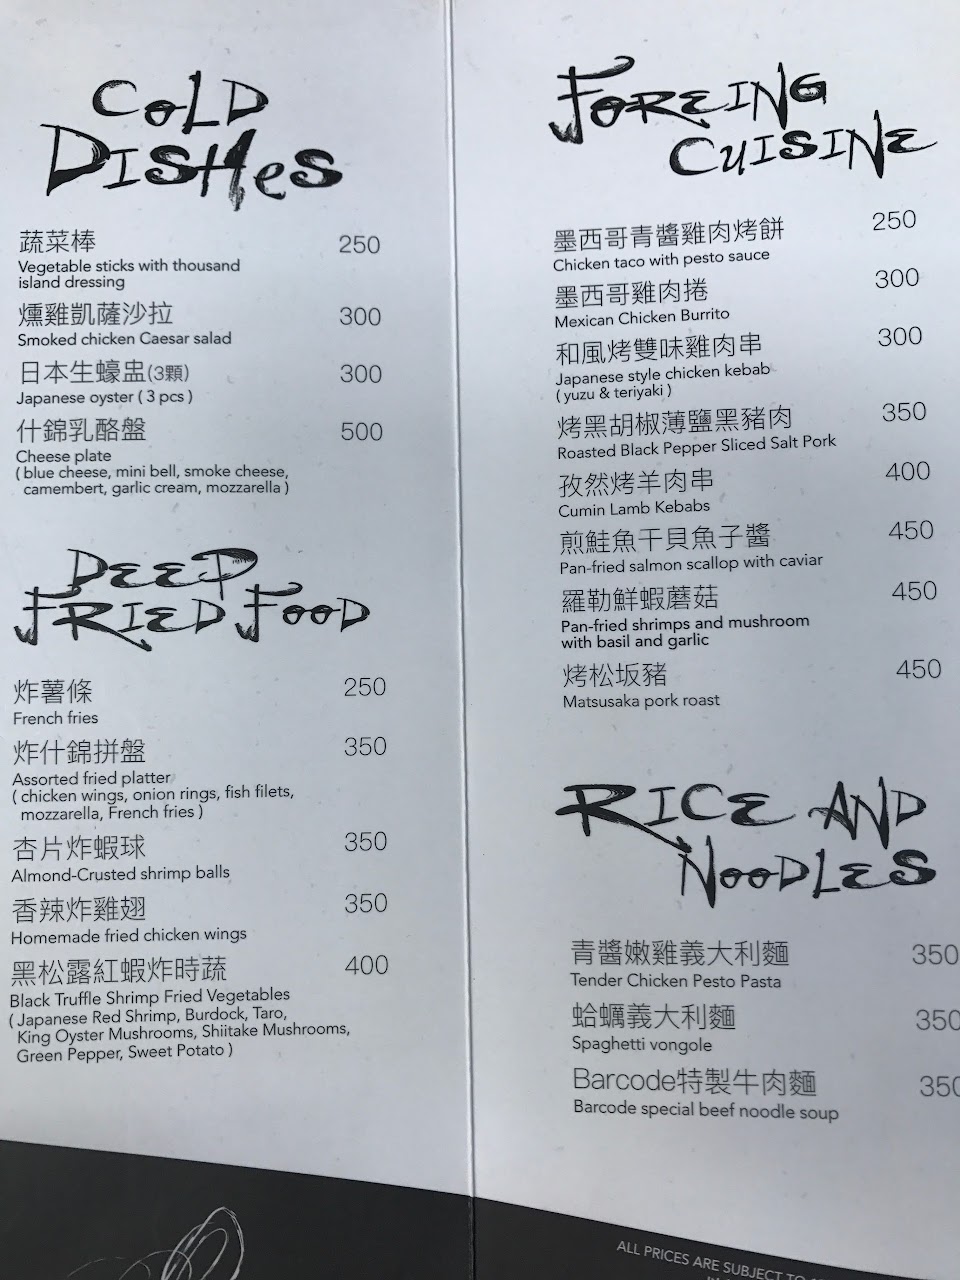 COLD
DISHES
蔬菜棒 250
Vegetable sticks with thousand
island dressing
燻雞凱薩沙拉 300
Smoked chicken Caesar salad
日本生蠔盅(3顆) 300
Japanese oyster ( 3 pcs )
什錦乳酪盤 500
Cheese plate
( blue cheese, mini bell, smoke cheese,
camembert, garlic cream, mozzarella )
DEEP
FRIED FOOD
炸薯條 250
French fries
炸什錦拼盤 350
Assorted fried platter
( chicken wings, onion rings, fish filets,
mozzarella, French fries )
杏片炸蝦球 350
Almond-Crusted shrimp balls
香辣炸雞翅 350
Homemade fried chicken wings
黑松露紅蝦炸時蔬 400
Black Truffle Shrimp Fried Vegetables
( Japanese Red Shrimp, Burdock, Taro,
King Oyster Mushrooms, Shiitake Mushrooms,
Green Pepper, Sweet Potato )
FOREING
CUISINE
墨西哥青醬雞肉烤餅 250
Chicken taco with pesto sauce
墨西哥雞肉捲 300
Mexican Chicken Burrito
和風烤雙味雞肉串 300
Japanese style chicken kebab
( yuzu & teriyaki )
烤黑胡椒薄鹽黑豬肉 350
Roasted Black Pepper Sliced Salt Pork
孜然烤羊肉串 400
Cumin Lamb Kebabs
煎鮭魚干貝魚子醬 450
Pan-fried salmon scallop with caviar
羅勒鮮蝦蘑菇 450
Pan-fried shrimps and mushroom
with basil and garlic
烤松坂豬 450
Matsusaka pork roast
RICE AND
NOODLES
青醬嫩雞義大利麵 350
Tender Chicken Pesto Pasta
蛤蠣義大利麵 350
Spaghetti vongole
Barcode特製牛肉麵 350
Barcode special beef noodle soup
ALL PRICES ARE SUBJECT TO